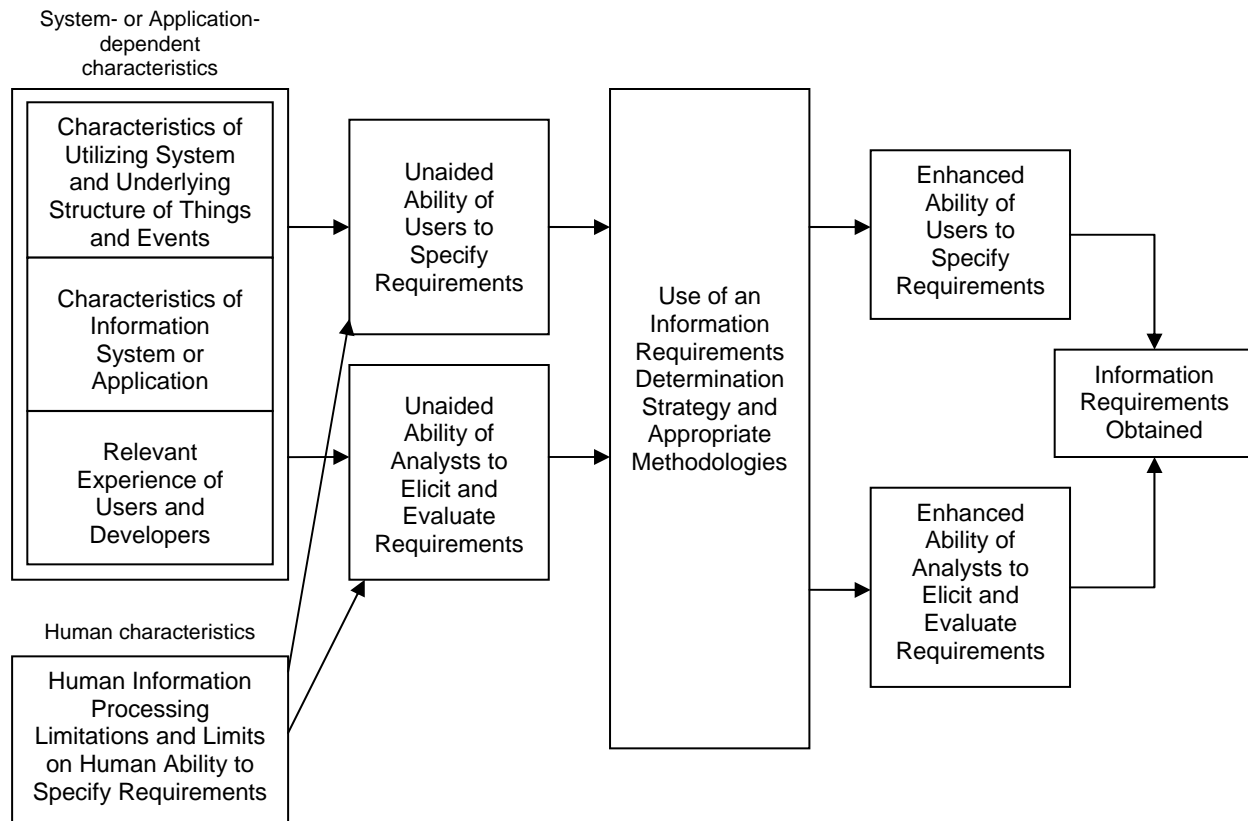 System- or Application-
dependent
characteristics
Characteristics of
Utilizing System
and Underlying
Structure of Things
and Events
Characteristics of
Information
System or
Application
Relevant
Experience of
Users and
Developers
Human characteristics
Human Information
Processing
Limitations and Limits
on Human Ability to
Specify Requirements
Unaided
Ability of
Users to
Specify
Requirements
Unaided
Ability of
Analysts to
Elicit and
Evaluate
Requirements
Use of an
Information
Requirements
Determination
Strategy and
Appropriate
Methodologies
Enhanced
Ability of
Users to
Specify
Requirements
Enhanced
Ability of
Analysts to
Elicit and
Evaluate
Requirements
Information
Requirements
Obtained